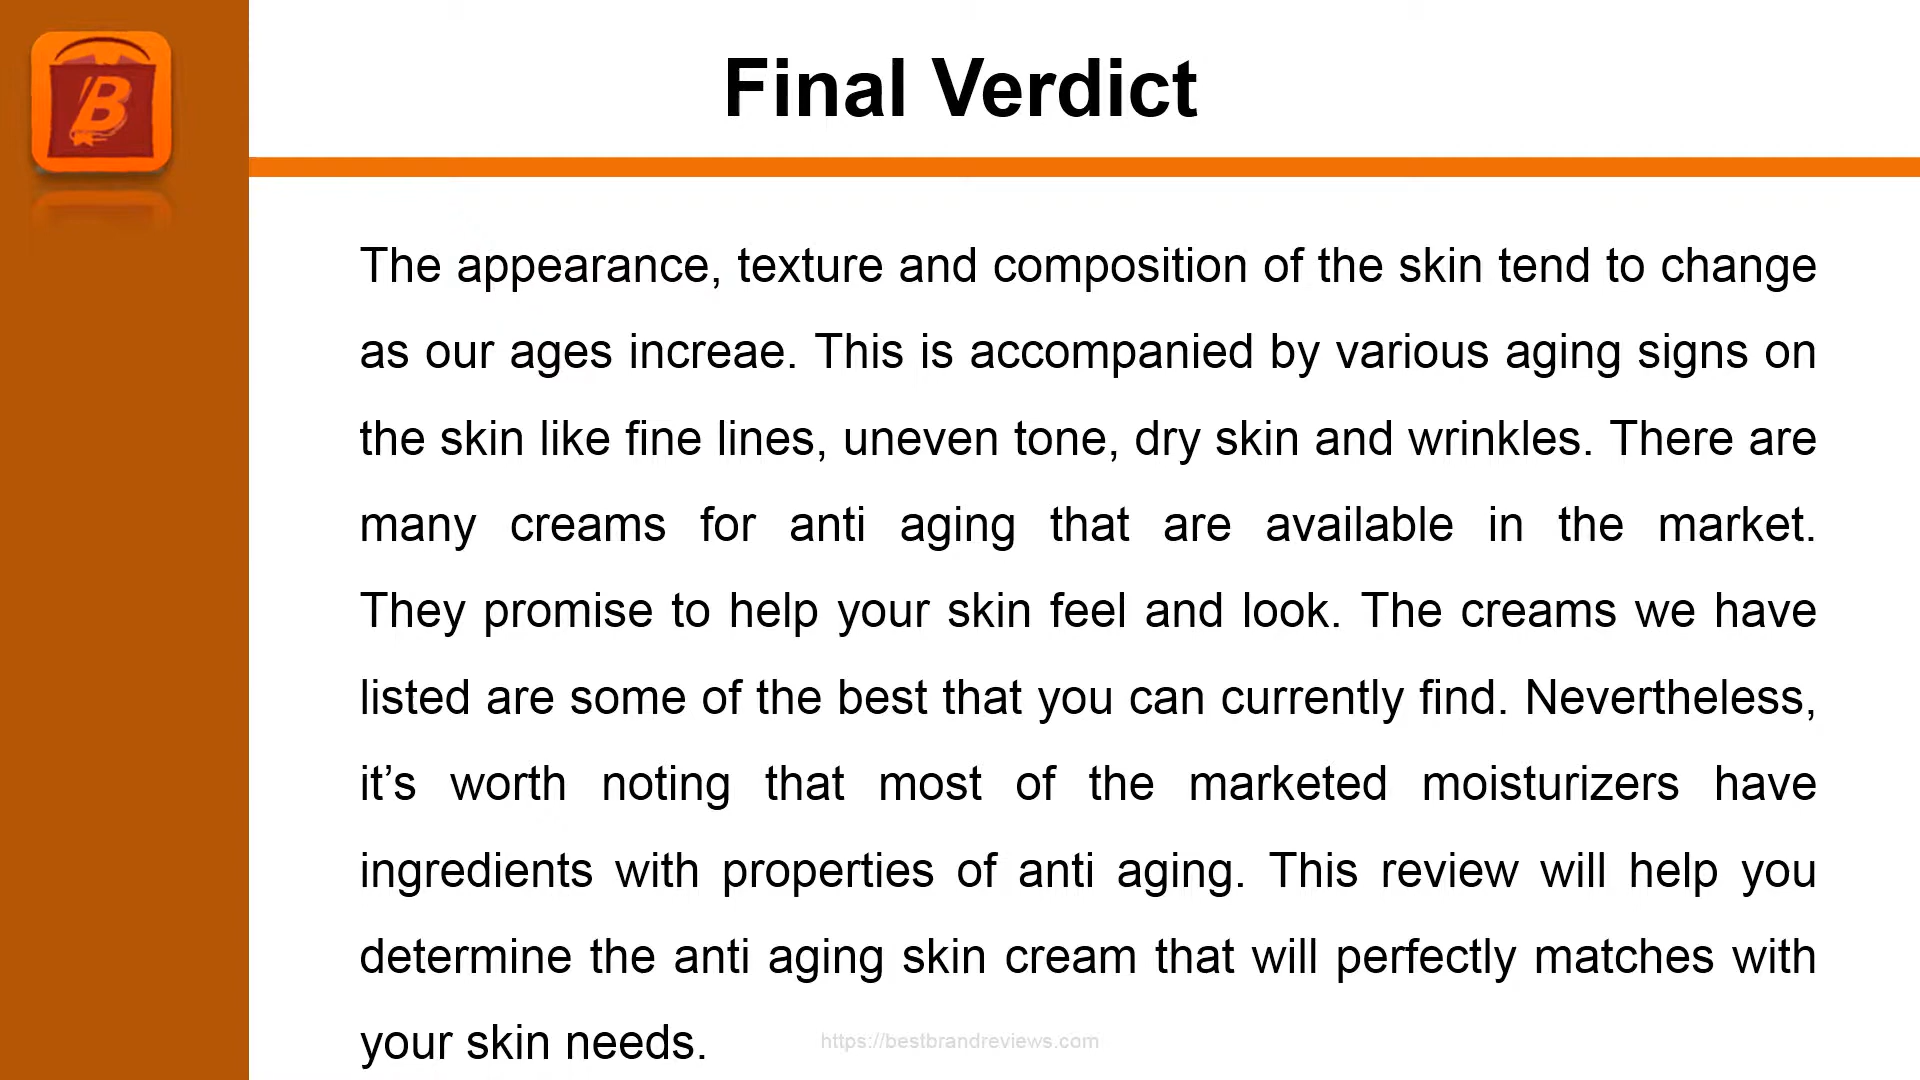 B
Final Verdict
The appearance, texture and composition of the skin tend to change
as our ages increae. This is accompanied by various aging signs on
the skin like fine lines, uneven tone, dry skin and wrinkles. There are
many creams for anti aging that are available in the market.
They promise to help your skin feel and look. The creams we have
listed are some of the best that you can currently find. Nevertheless,
it’s worth noting that most of the marketed moisturizers have
ingredients with properties of anti aging. This review will help you
determine the anti aging skin cream that will perfectly matches with
your skin needs.
https://bestbrandreviews.com